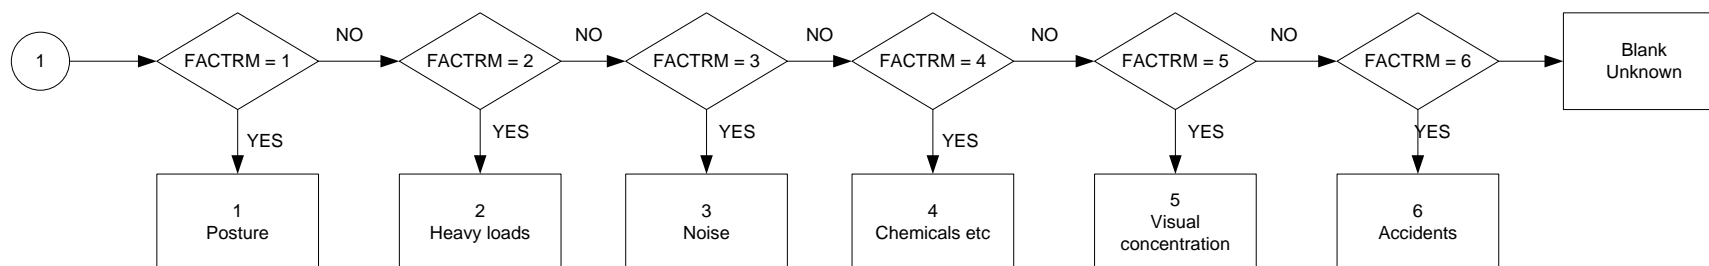 1
FACTRM = 1
NO
FACTRM = 2
NO
FACTRM = 3
NO
FACTRM = 4
NO
FACTRM = 5
NO
FACTRM = 6
Blank
Unknown
YES
YES
YES
YES
YES
YES
1
Posture
2
Heavy loads
3
Noise
4
Chemicals etc
5
Visual
concentration
6
Accidents